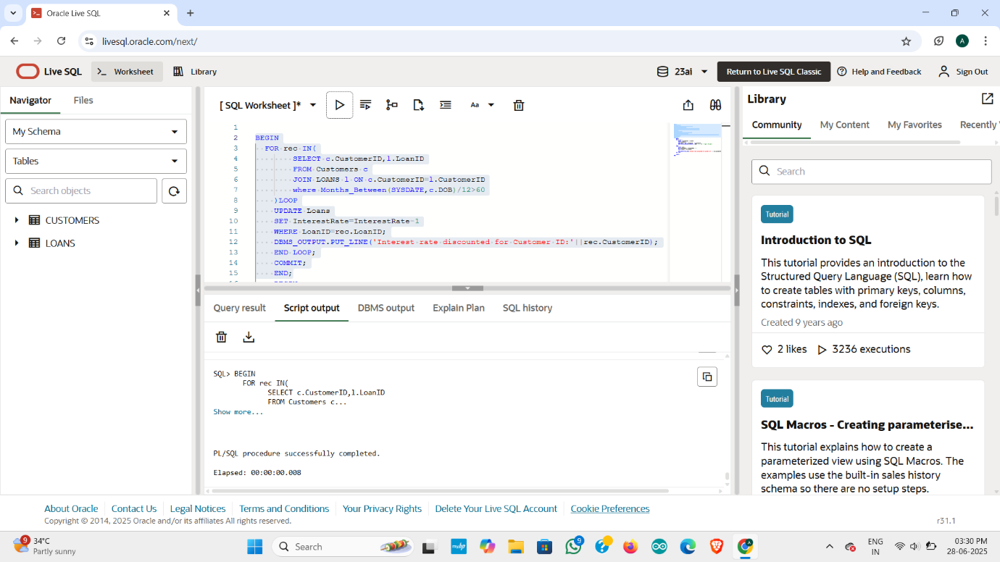 Oracle Live SQL
livesql.oracle.com/next/
A
Live SQL
Worksheet
Library
23ai
Return to Live SQL Classic
Help and Feedback
Sign Out
Navigator
Files
My Schema
Tables
Search objects
CUSTOMERS
LOANS
[ SQL Worksheet ]*
Aa
1
2 BEGIN
3 FOR rec IN(
4 SELECT c.CustomerID,l.LoanID
5 FROM Customers c
6 JOIN LOANS l ON c.CustomerID=l.CustomerID
7 where Months_Between(SYSDATE,c.DOB)/12>60
8 )LOOP
9 UPDATE Loans
10 SET InterestRate=InterestRate-1
11 WHERE LoanID=rec.LoanID;
12 DBMS_OUTPUT.PUT_LINE('Interest rate discounted for Customer ID:'||rec.CustomerID);
13 END LOOP;
14 COMMIT;
15 END;
Query result
Script output
DBMS output
Explain Plan
SQL history
SQL> BEGIN
FOR rec IN(
SELECT c.CustomerID,l.LoanID
FROM Customers c...
Show more...
PL/SQL procedure successfully completed.
Elapsed: 00:00:00.008
Library
Community
My Content
My Favorites
Recently
Search
Tutorial
Introduction to SQL
This tutorial provides an introduction to the
Structured Query Language (SQL), learn how
to create tables with primary keys, columns,
constraints, indexes, and foreign keys.
Created 9 years ago
2 likes
3236 executions
Tutorial
SQL Macros - Creating parameterise...
This tutorial explains how to create a
parameterized view using SQL Macros. The
examples use the built-in sales history
schema so there are no setup steps.
About Oracle
Contact Us
Legal Notices
Terms and Conditions
Your Privacy Rights
Delete Your Live SQL Account
Cookie Preferences
Copyright © 2014, 2025 Oracle and/or its affiliates All rights reserved.
r31.1
9
34°C
Partly sunny
Search
myhp
9
A
ENG
IN
03:30 PM
28-06-2025